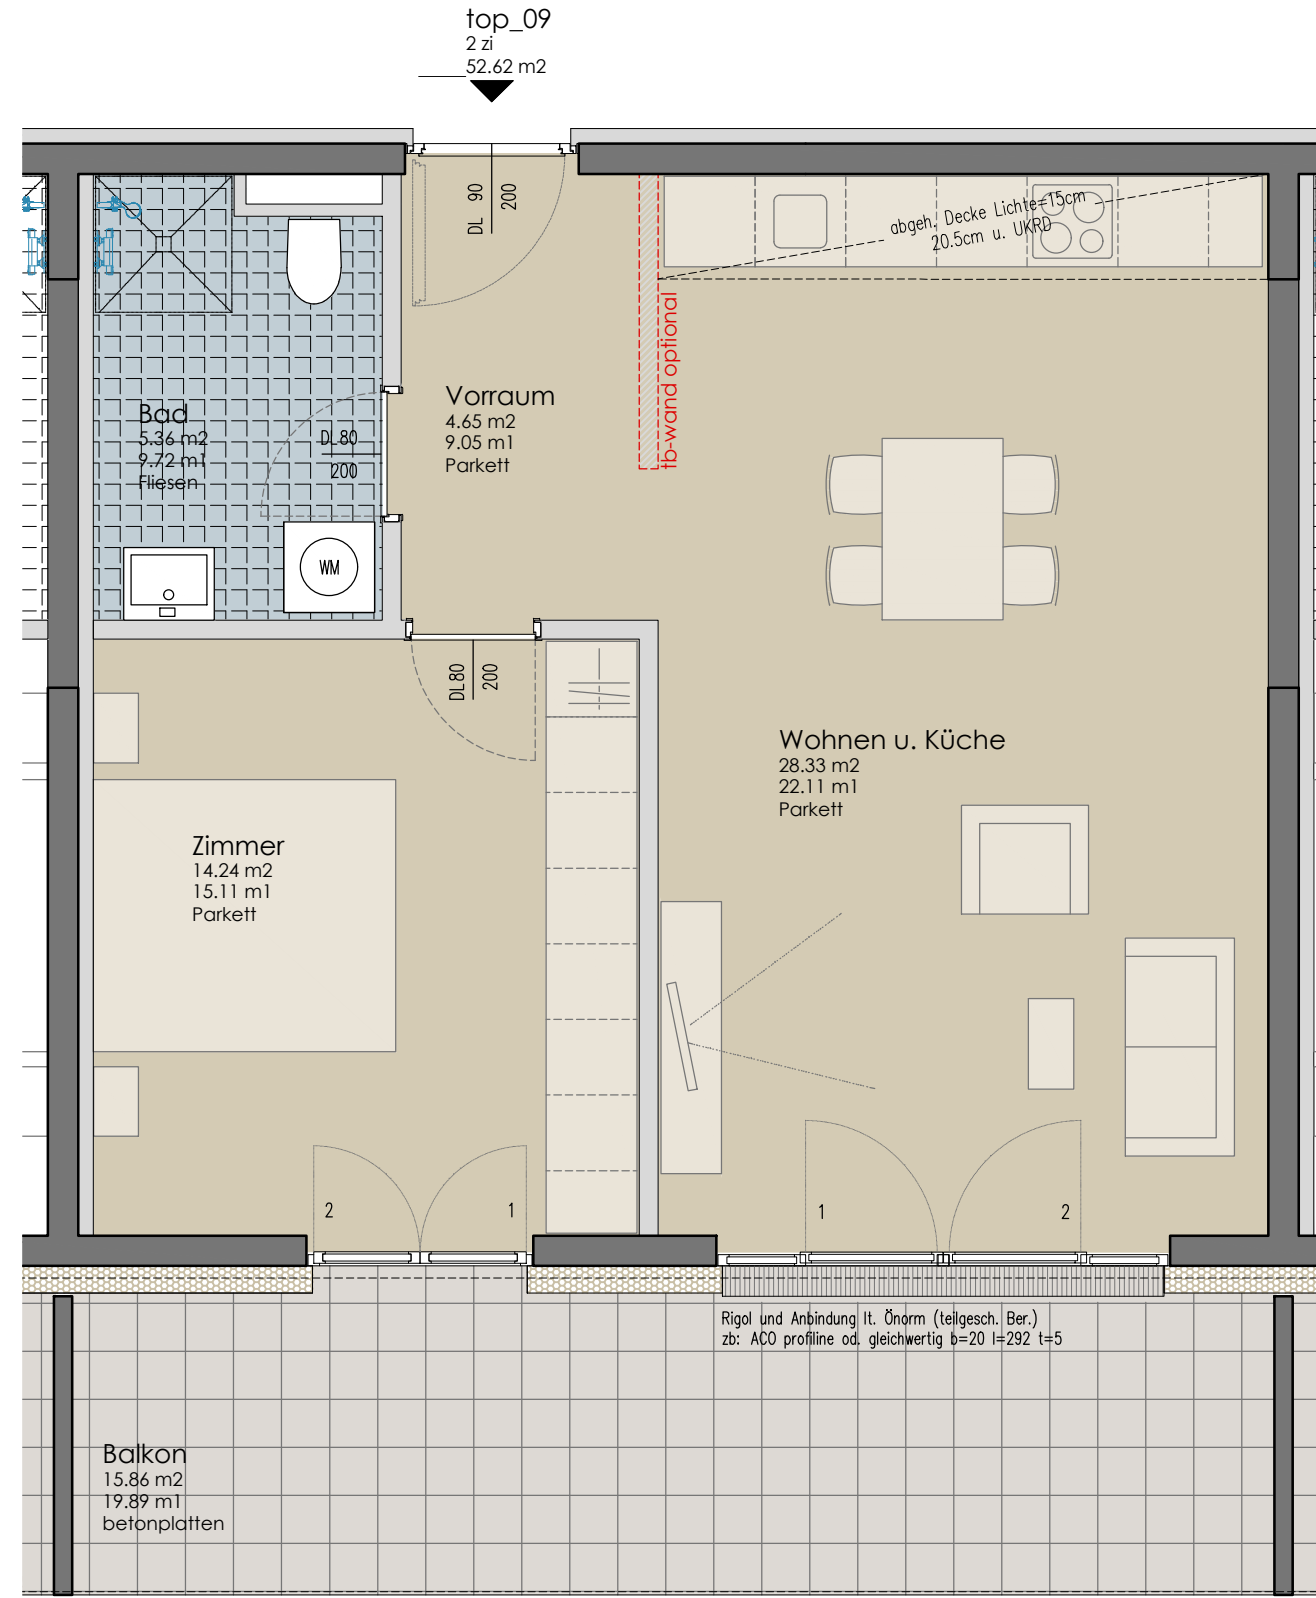 top_09
2 zi
52.62 m2
DL 90
200
abgeh. Decke Lichte=15cm
20.5cm u. UKRD
tb-wand optional
Vorraum
4.65 m2
9.05 m1
Parkett
Bad
5.36 m2
9.72 m1
Fliesen
DL80
200
WM
DL80
200
Wohnen u. Küche
28.33 m2
22.11 m1
Parkett
Zimmer
14.24 m2
15.11 m1
Parkett
2
1
1
2
Rigol und Anbindung lt. Önorm (teilgesch. Ber.)
zb: ACO profiline od. gleichwertig b=20 l=292 t=5
Balkon
15.86 m2
19.89 m1
betonplatten